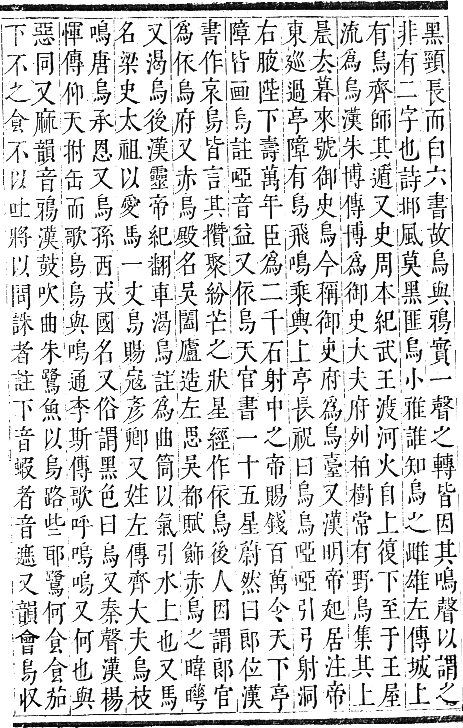 黑頸長而白六書故烏與鴉實一聲之轉皆因其鳴聲以謂之
非有二字也詩邶風莫黑匪烏小雅誰知烏之雌雄左傳城上
有烏齊師其遁又史周本紀武王渡河火自上復下至于王屋
流爲烏漢朱博傳博爲御史大夫府列柏樹常有野烏集其上
晨去暮來號御史烏今稱御史府爲烏臺又漢明帝起居注帝
東巡過亭障有烏飛鳴乘輿上亭長祝曰烏烏啞啞引弓射洞
右腋陛下壽萬年臣爲二千石射中之帝賜錢百萬令天下亭
障皆画烏註啞音益又依烏天官書一十五星蔚然曰郎位漢
書作哀烏皆言其攢聚紛芒之狀星經作依烏後人因謂郎官
爲依烏府又赤烏殿名吳闔廬造左思吳都賦飾赤烏之暐曄
又渴烏後漢靈帝紀翻車渴烏註爲曲筒以氣引水上也又馬
名梁史太祖以愛馬一丈烏賜寇彥卿又姓左傳齊大夫烏枝
鳴唐烏承恩又烏孫西戎國名又俗謂黑色曰烏又秦聲漢楊
惲傳仰天拊缶而歌烏烏與嗚通李斯傳歌呼嗚嗚又何也與
惡同又麻韻音鴉漢鼓吹曲朱鷺魚以烏路些耶鷺何食食茄
下不之食不以吐將以問誅者註下音蝦者音遮又韻會烏収